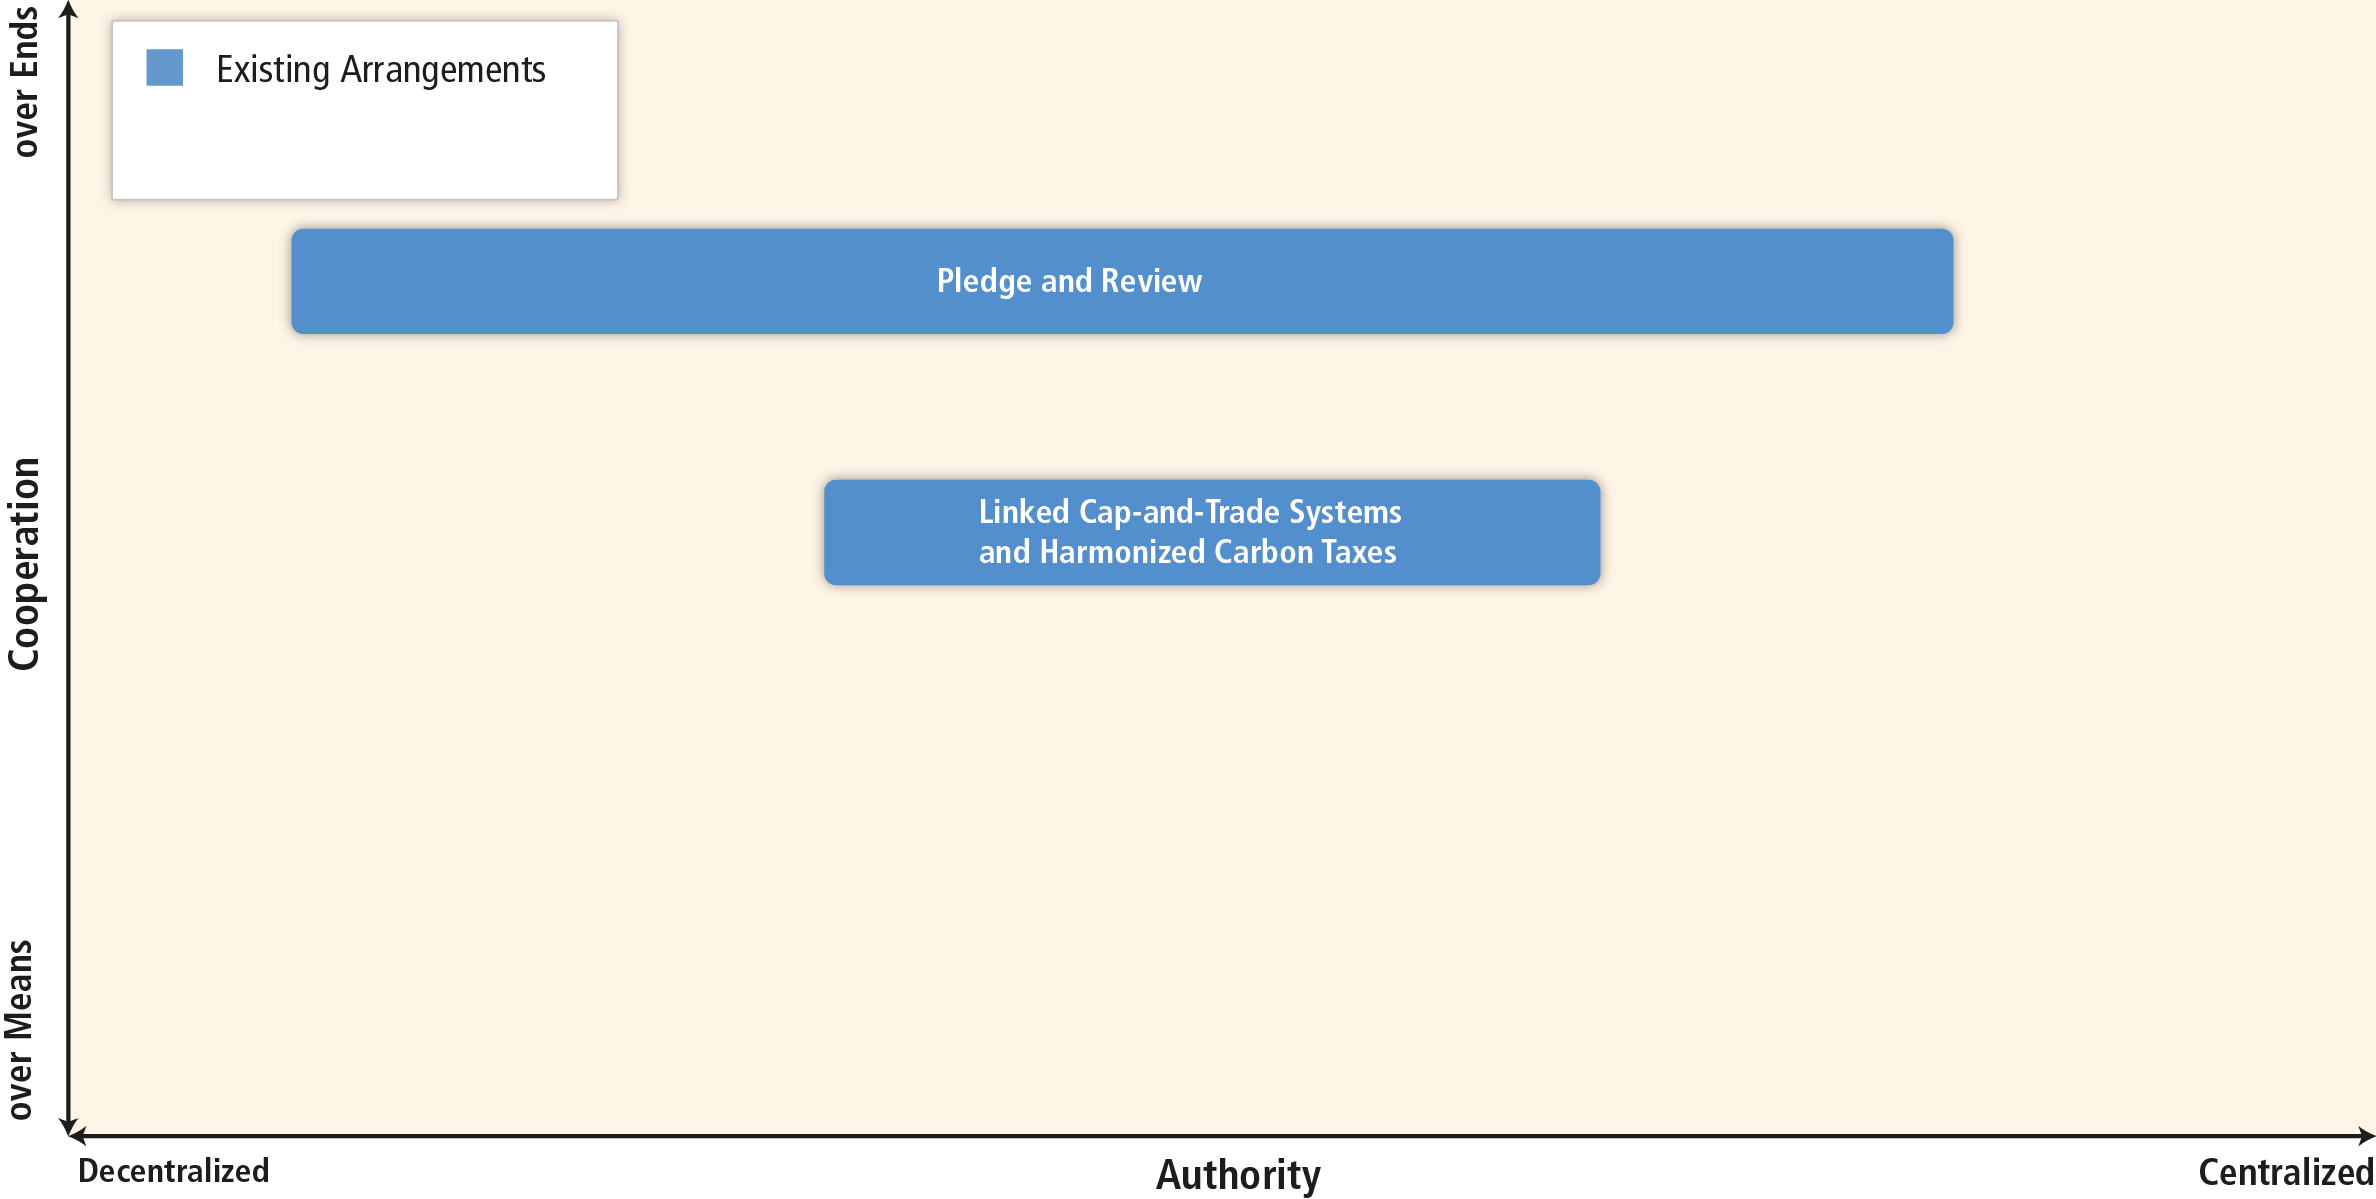 over Ends
Existing Arrangements
Pledge and Review
Cooperation
Linked Cap-and-Trade Systems
and Harmonized Carbon Taxes
over Means
Decentralized
Authority
Centralized